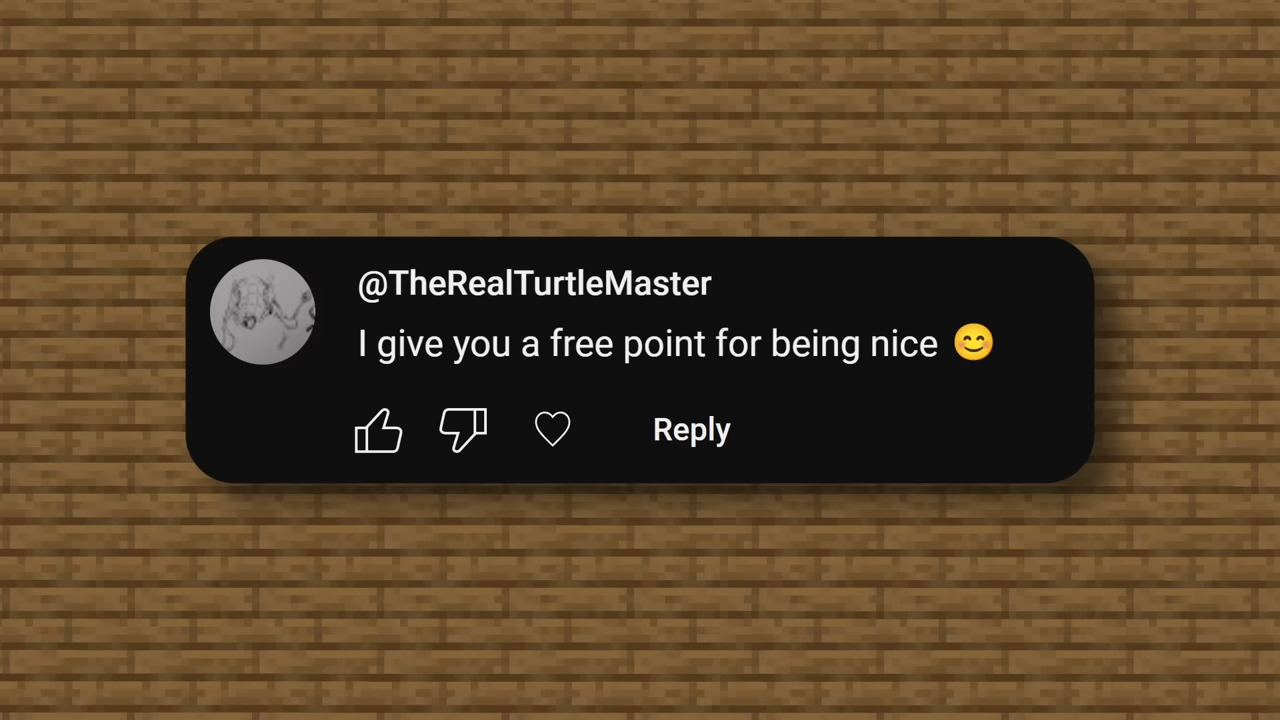 @TheRealTurtleMaster
I give you a free point for being nice 😊
Reply